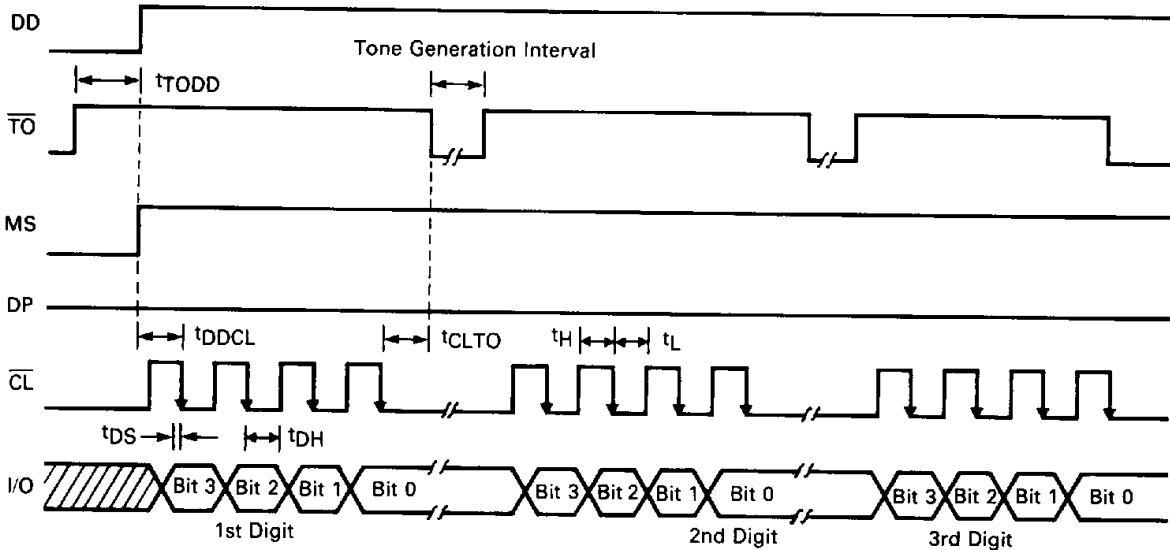 DD
Tone Generation Interval
tTODD
TO
MS
DP
tDDCL
tCLTO
tH
tL
CL
tDS
tDH
I/O
Bit 3
Bit 2
Bit 1
Bit 0
Bit 3
Bit 2
Bit 1
Bit 0
Bit 3
Bit 2
Bit 1
Bit 0
1st Digit
2nd Digit
3rd Digit